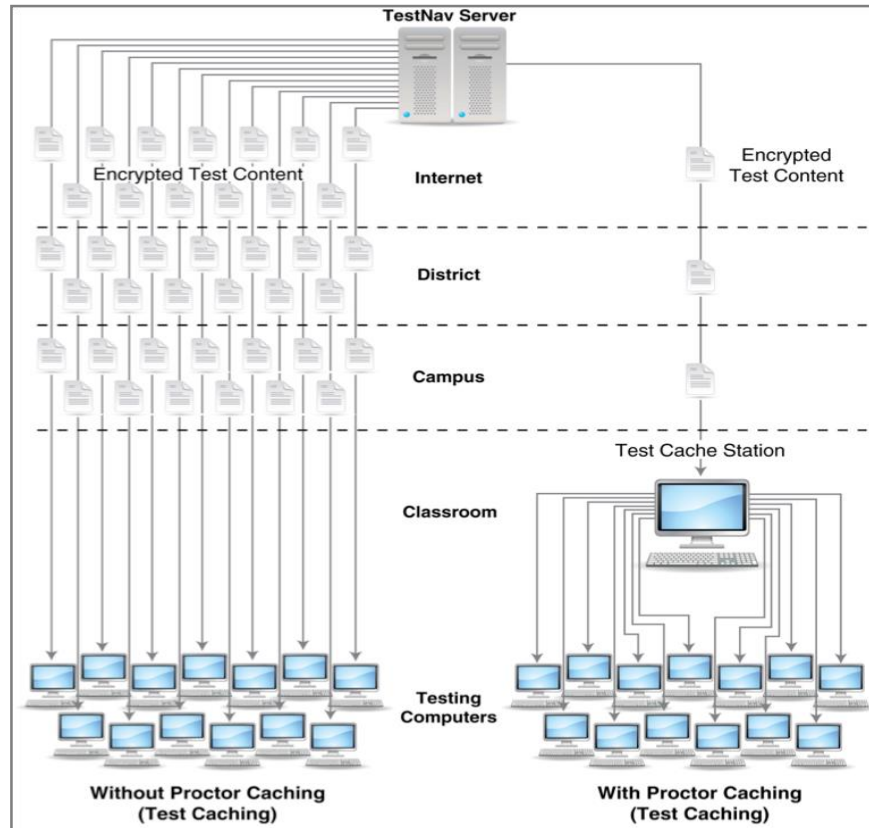 TestNav Server
Encrypted Test Content
Internet
Encrypted
Test Content
District
Campus
Test Cache Station
Classroom
Testing
Computers
Without Proctor Caching
(Test Caching)
With Proctor Caching
(Test Caching)